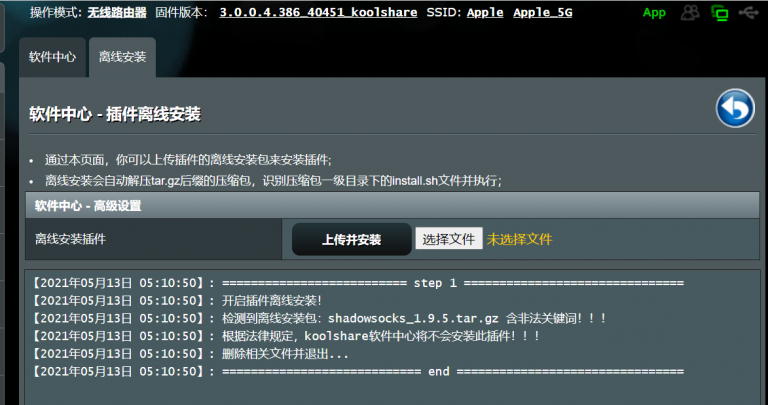 操作模式: 无线路由器 固件版本: 3.0.0.4.386_40451_koolshare SSID: Apple Apple_5G App
软件中心 离线安装
软件中心 - 插件离线安装
• 通过本页面，你可以上传插件的离线安装包来安装插件;
• 离线安装会自动解压tar.gz后缀的压缩包，识别压缩包一级目录下的install.sh文件并执行;
软件中心 - 高级设置
离线安装插件 上传并安装 选择文件 未选择文件
【2021年05月13日 05:10:50】: ========================== step 1 ===============================
【2021年05月13日 05:10:50】: 开启插件离线安装!
【2021年05月13日 05:10:50】: 检测到离线安装包: shadowsocks_1.9.5.tar.gz 含非法关键词!!!
【2021年05月13日 05:10:50】: 根据法律规定，koolshare软件中心将不会安装此插件!!!
【2021年05月13日 05:10:50】: 删除相关文件并退出...
【2021年05月13日 05:10:50】: ============================ end ================================